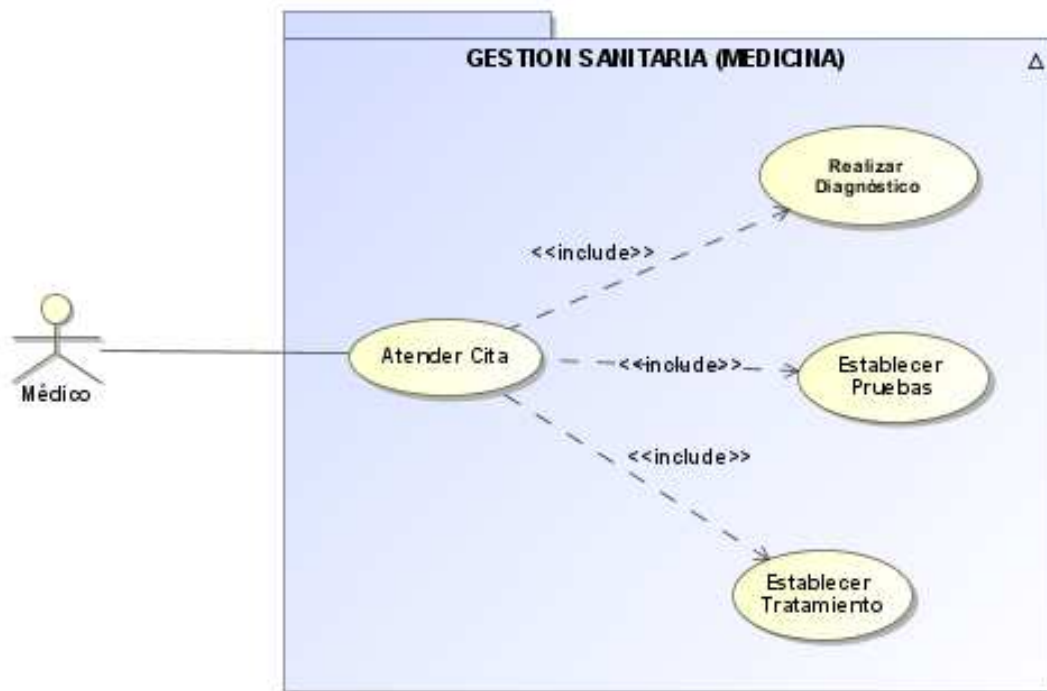 GESTION SANITARIA (MEDICINA)
Realizar
Diagnóstico
<<include>>
Atender Cita
<<include>>
Establecer
Pruebas
Médico
<<include>>
Establecer
Tratamiento